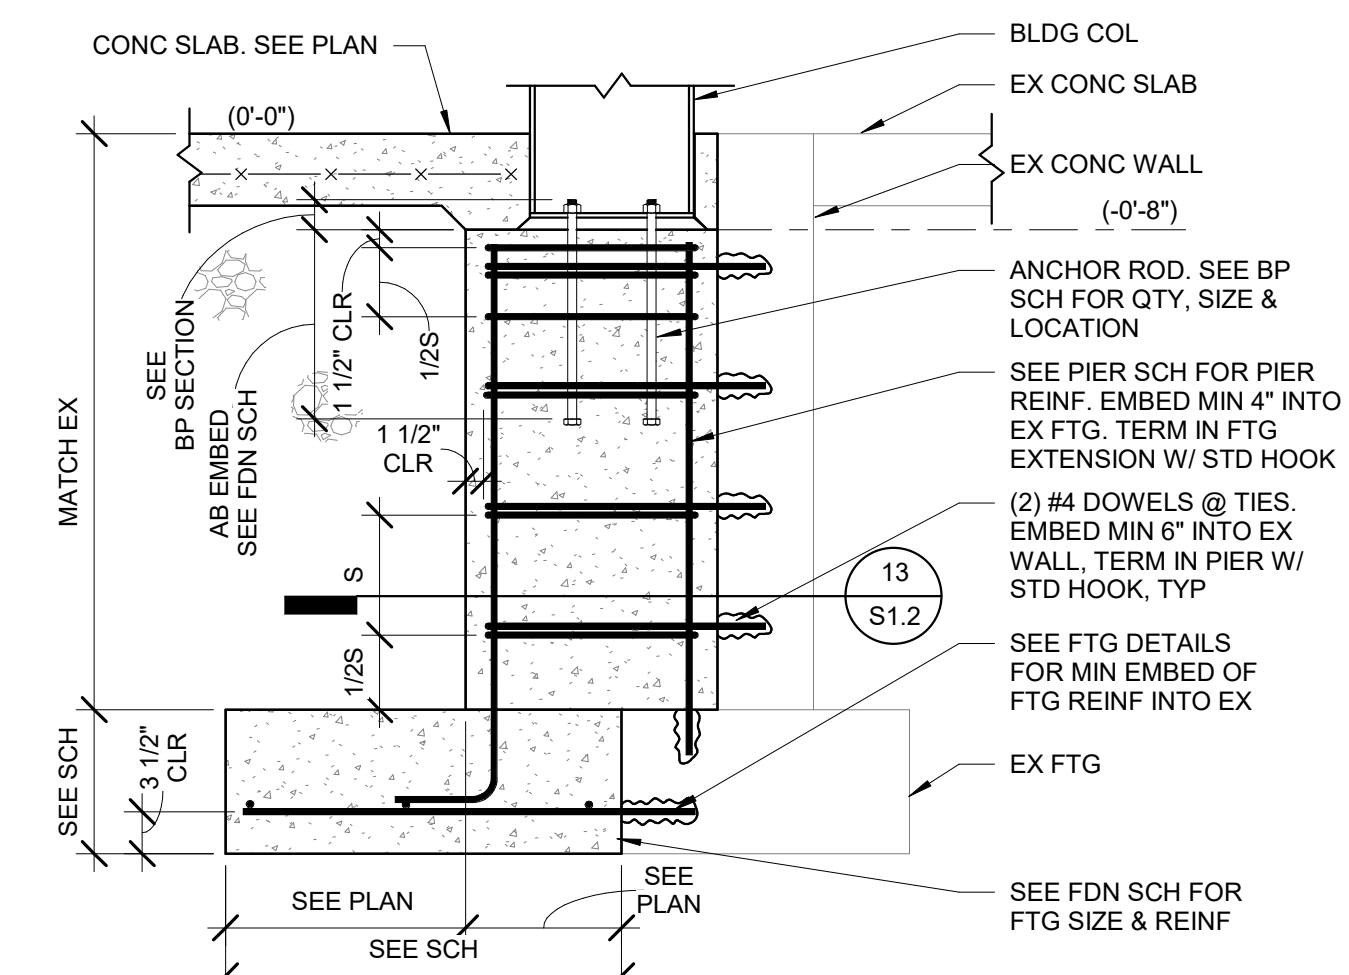 CONC SLAB. SEE PLAN
(0'-0")
BLDG COL
EX CONC SLAB
EX CONC WALL
(-0'-8")
ANCHOR ROD. SEE BP
SCH FOR QTY, SIZE &
LOCATION
SEE PIER SCH FOR PIER
REINF. EMBED MIN 4" INTO
EX FTG. TERM IN FTG
EXTENSION W/ STD HOOK
(2) #4 DOWELS @ TIES.
EMBED MIN 6" INTO EX
WALL, TERM IN PIER W/
STD HOOK, TYP
13
S1.2
SEE FTG DETAILS
FOR MIN EMBED OF
FTG REINF INTO EX
EX FTG
SEE FDN SCH FOR
FTG SIZE & REINF
MATCH EX
SEE SCH
3 1/2"
CLR
SEE
BP SECTION
AB EMBED
SEE FDN SCH
1 1/2" CLR
1/2S
1 1/2"
CLR
S
1/2S
SEE PLAN
SEE
PLAN
SEE SCH